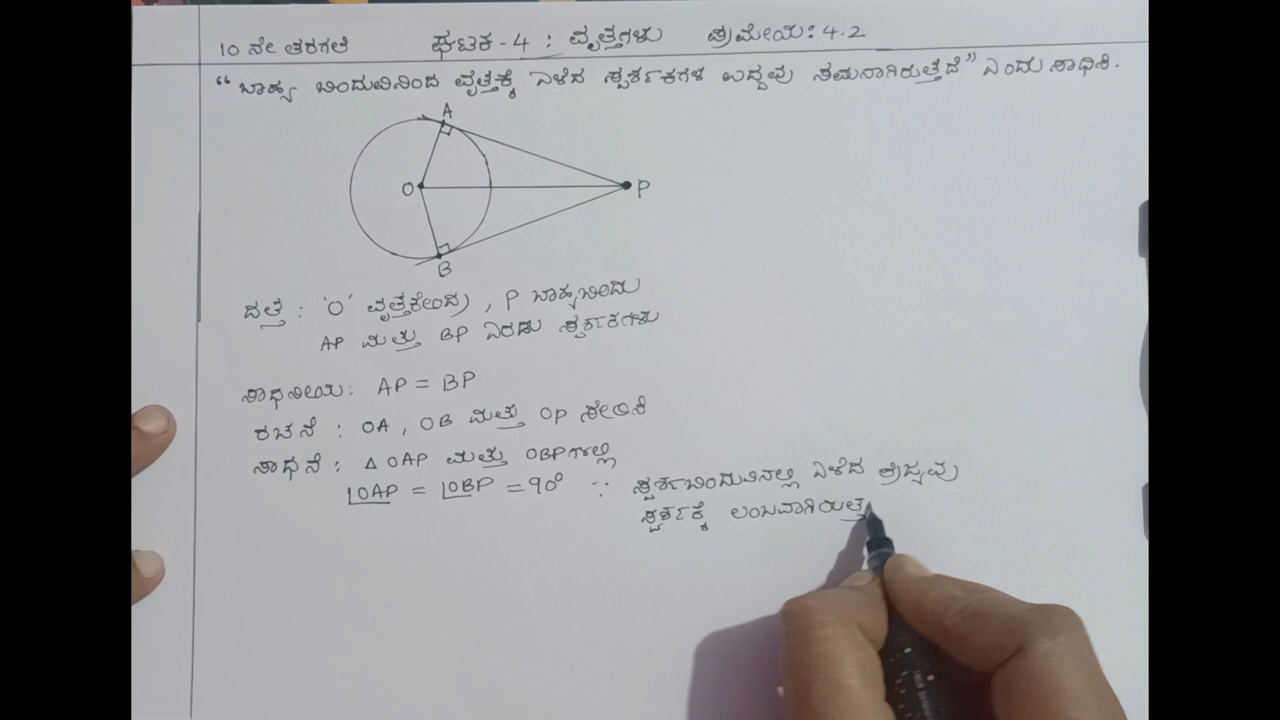 10 ನೇ ತರಗತಿ ಘಟಕ-4 : ವೃತ್ತಗಳು ಪ್ರಮೇಯ: 4.2
“ಬಾಹ್ಯ ಬಿಂದುವಿನಿಂದ ವೃತ್ತಕ್ಕೆ ಎಳೆದ ಸ್ಪರ್ಶಕಗಳ ಉದ್ದವು ಸಮನಾಗಿರುತ್ತದೆ” ಎಂದು ಸಾಧಿಸಿ.
A
O
P
B
ದತ್ತ : 'O' ವೃತ್ತಕೇಂದ್ರ, P ಬಾಹ್ಯಬಿಂದು
AP ಮತ್ತು BP ಎರಡು ಸ್ಪರ್ಶಕಗಳು
ಸಾಧನೀಯ: AP = BP
ರಚನೆ : OA, OB ಮತ್ತು OP ಸೇರಿಸಿ
ಸಾಧನೆ : △ OAP ಮತ್ತು OBPಗಳಲ್ಲಿ
∠OAP = ∠OBP = 90° ∵ ಸ್ಪರ್ಶಬಿಂದುವಿನಲ್ಲಿ ಎಳೆದ ತ್ರಿಜ್ಯವು
ಸ್ಪರ್ಶಕ್ಕೆ ಲಂಬವಾಗಿರುತ್ತ